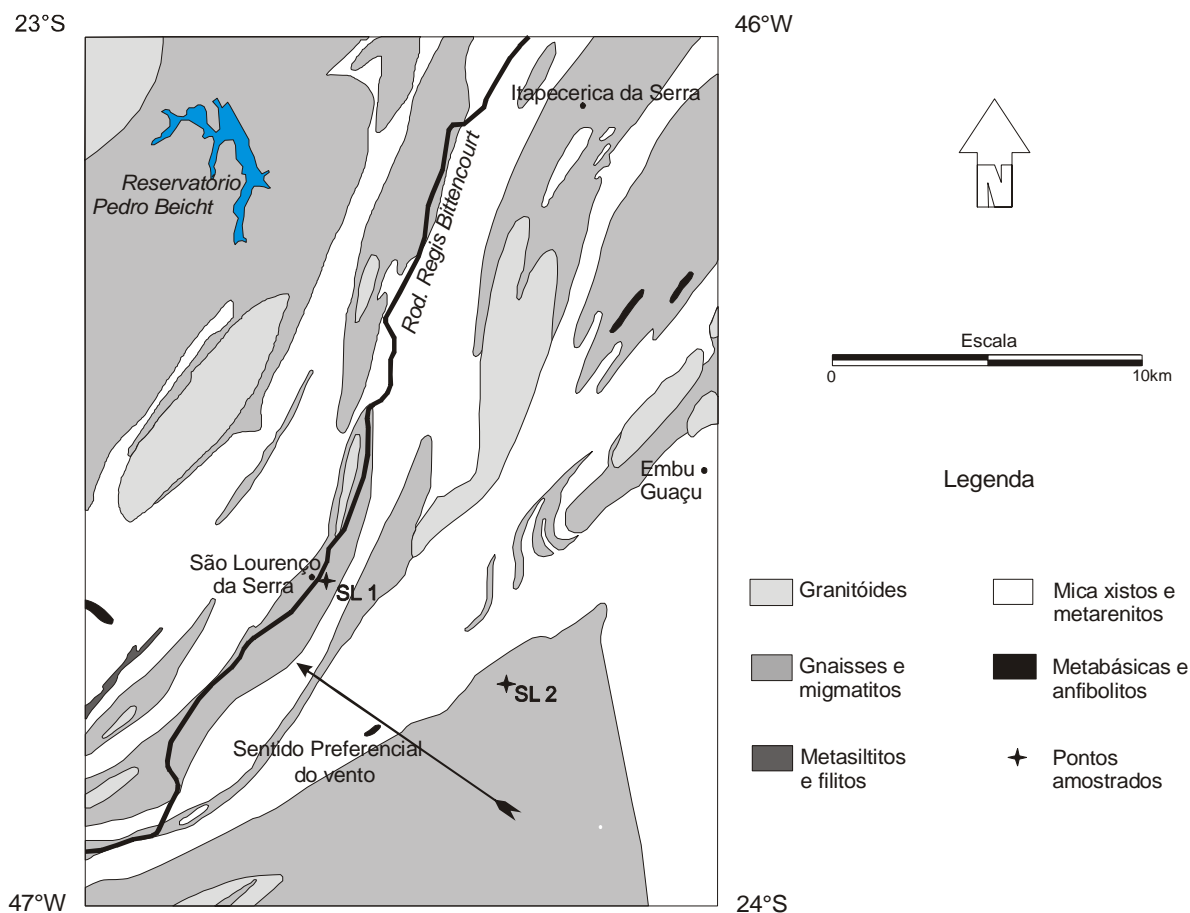 23°S
46°W
Itapecerica da Serra
Reservatório
Pedro Beicht
Rod. Regis Bittencourt
N
Escala
0
10km
Embu
Guaçu
Legenda
São Lourenço
da Serra
SL 1
SL 2
Sentido Preferencial
do vento
Granitóides
Mica xistos e
metarenitos
Gnaisses e
migmatitos
Metabásicas e
anfibolitos
Metasiltitos
e filitos
Pontos
amostrados
47°W
24°S